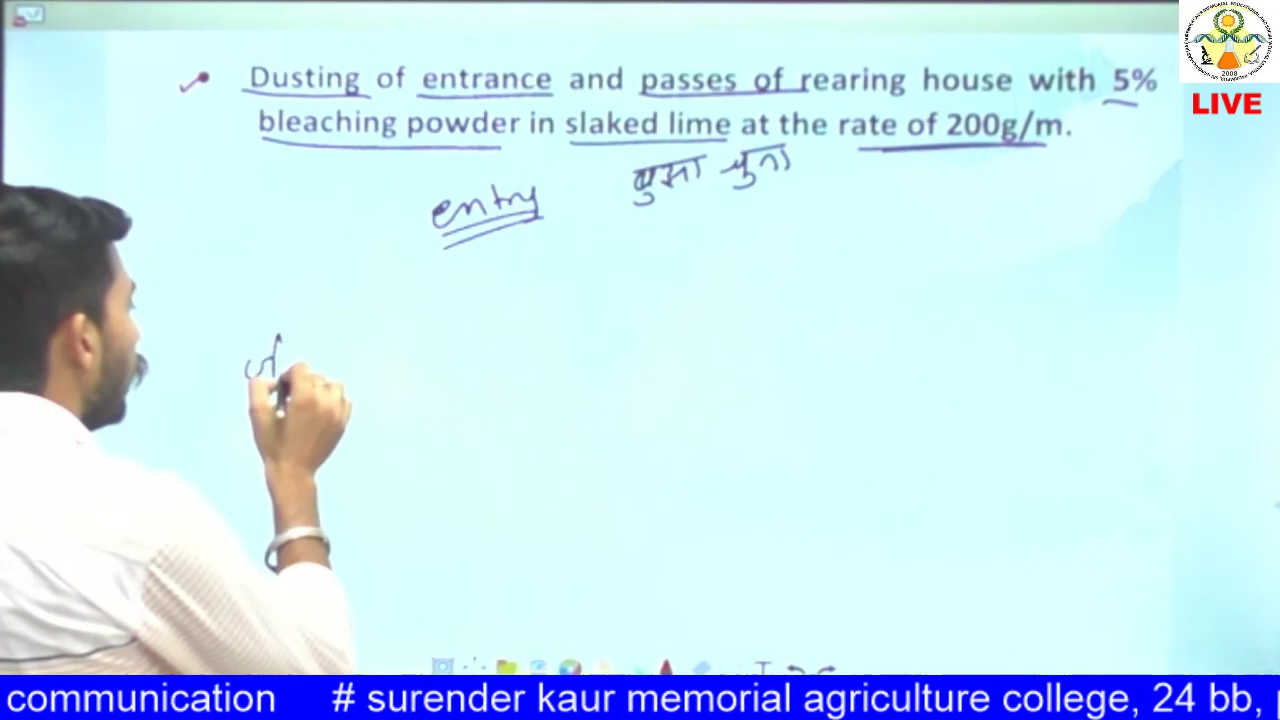 Dusting of entrance and passes of rearing house with 5%
bleaching powder in slaked lime at the rate of 200g/m.
entry
बुझा चुना
2008
LIVE
communication # surender kaur memorial agriculture college, 24 bb,